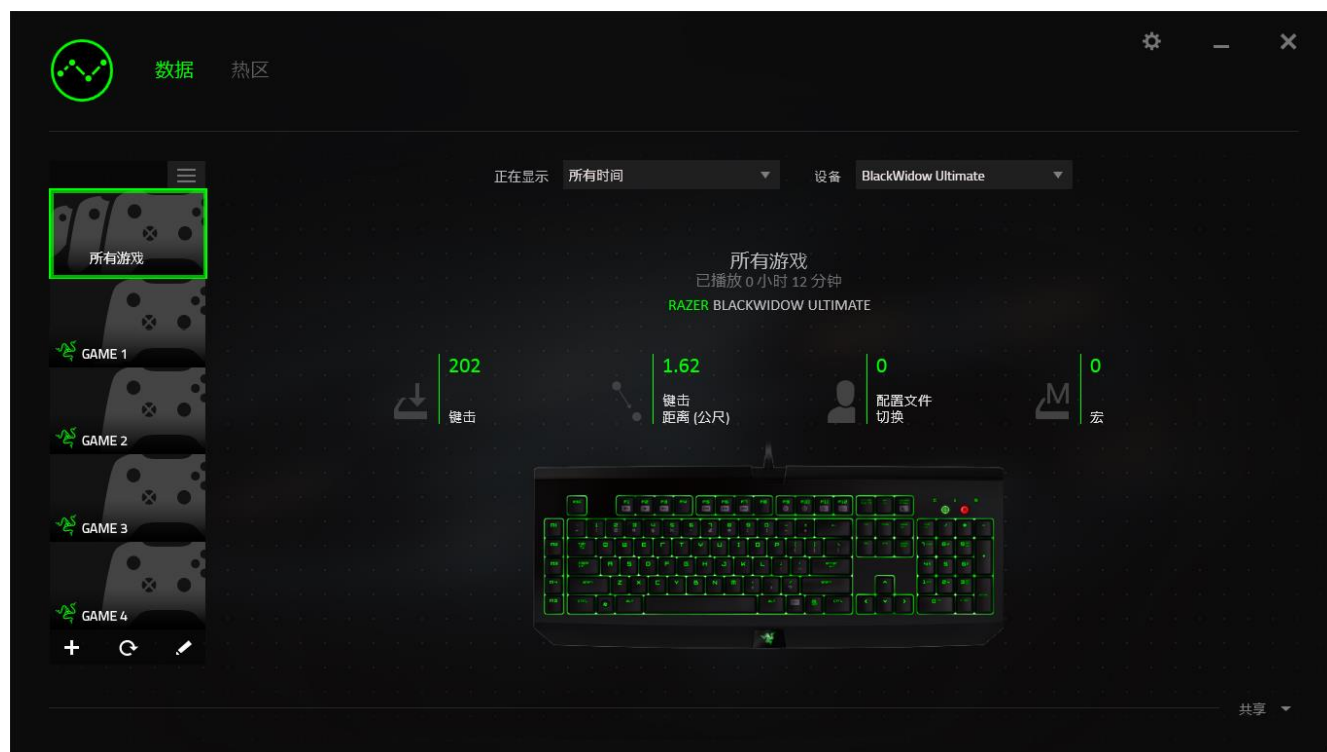 数据 热区
正在显示 所有时间 设备 BlackWidow Ultimate
所有游戏
GAME 1
GAME 2
GAME 3
GAME 4
所有游戏
已播放 0 小时 12 分钟
RAZER BLACKWIDOW ULTIMATE
202
键击
1.62
键击
距离 (公尺)
0
配置文件
切换
M
0
宏
共享